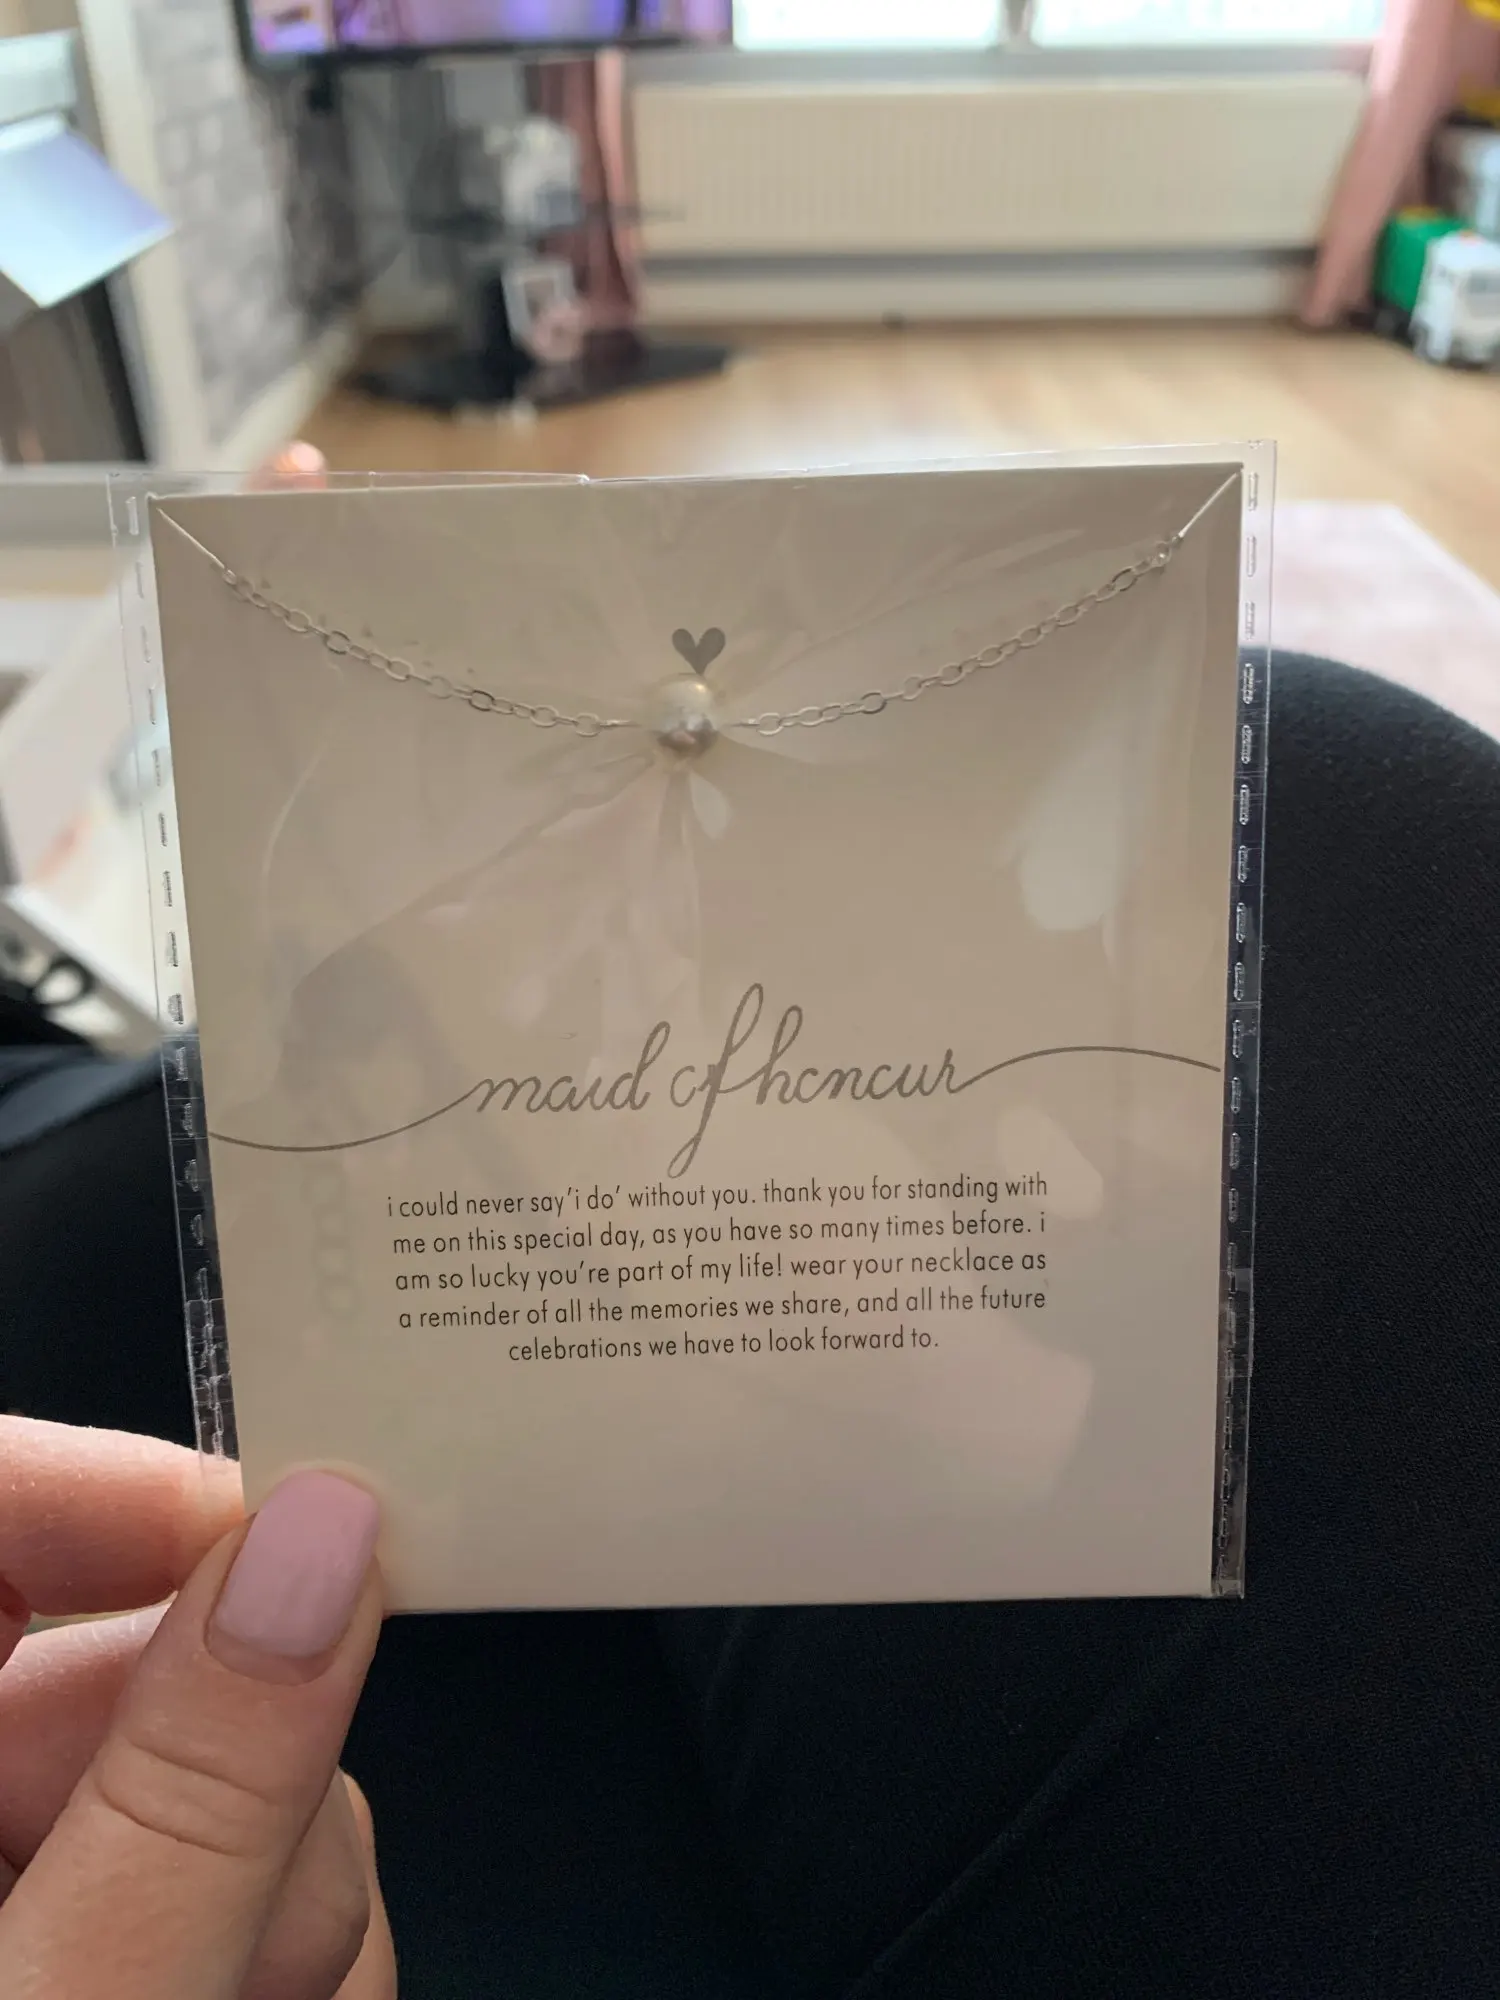 maid of honour
i could never say 'i do' without you. thank you for standing with
me on this special day, as you have so many times before. i
am so lucky you're part of my life! wear your necklace as
a reminder of all the memories we share, and all the future
celebrations we have to look forward to.